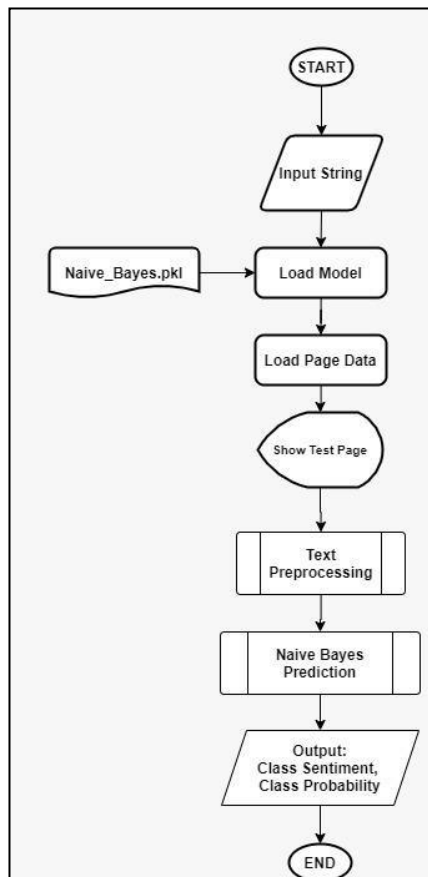 START
Input String
Naive_Bayes.pkl
Load Model
Load Page Data
Show Test Page
Text
Preprocessing
Naive Bayes
Prediction
Output:
Class Sentiment,
Class Probability
END